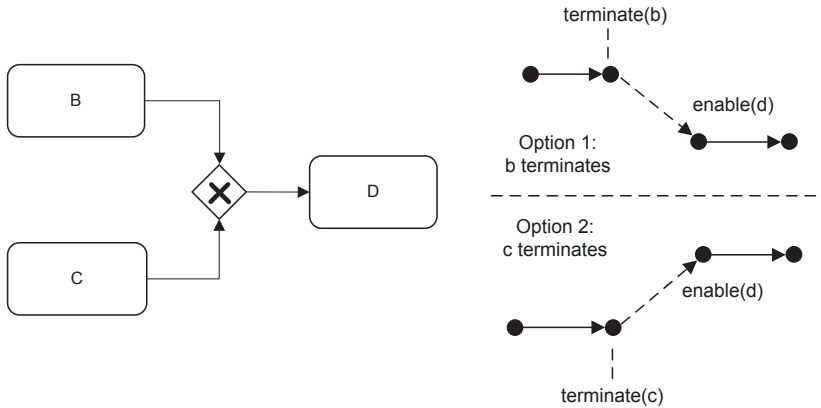 B
C
D
terminate(b)
enable(d)
Option 1:
b terminates
Option 2:
c terminates
enable(d)
terminate(c)